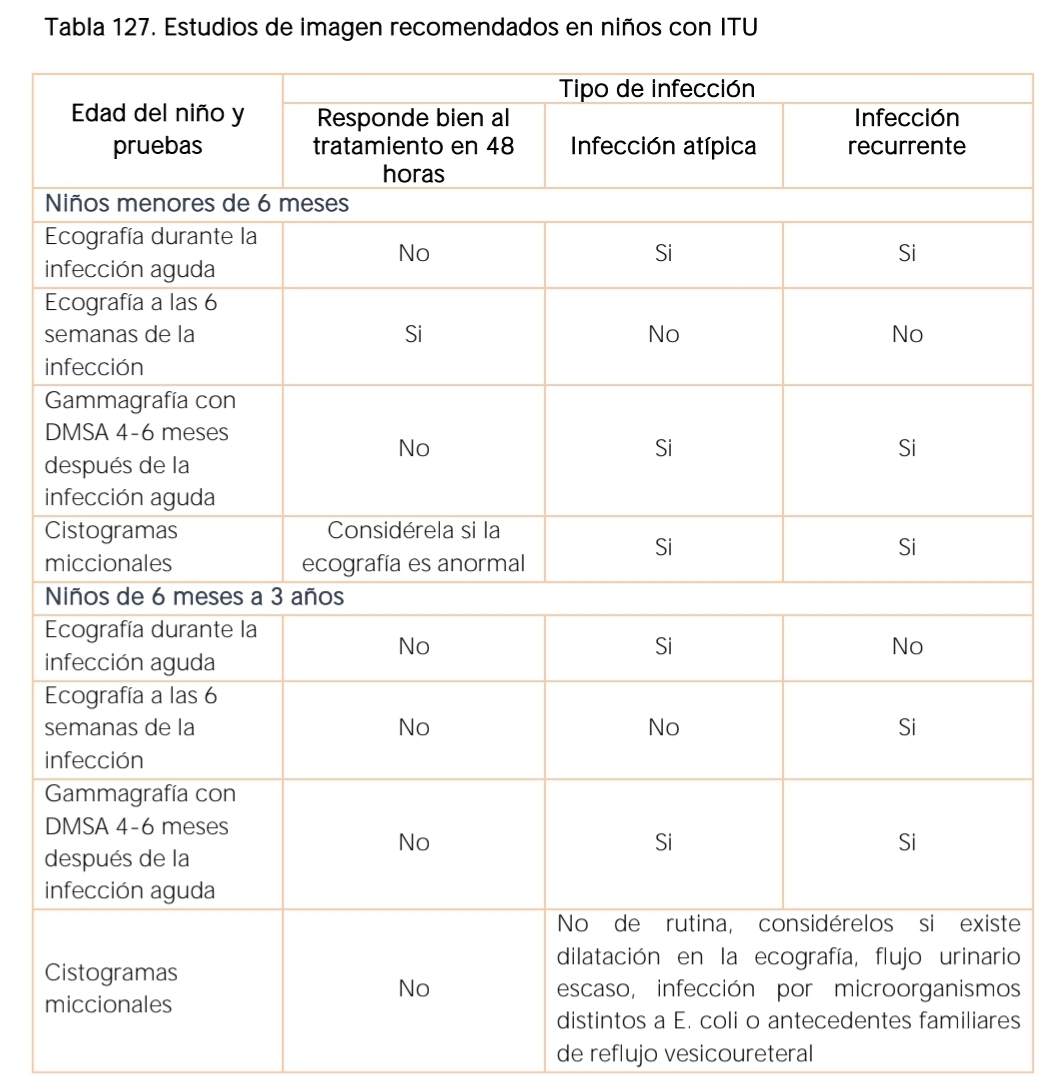 Tabla 127. Estudios de imagen recomendados en niños con ITU
Edad del niño y
pruebas
Tipo de infección
Responde bien al
tratamiento en 48
horas
Infección atípica
Infección
recurrente
Niños menores de 6 meses
Ecografía durante la
infección aguda
No
Si
Si
Ecografía a las 6
semanas de la
infección
Si
No
No
Gammagrafía con
DMSA 4-6 meses
después de la
infección aguda
No
Si
Si
Cistogramas
miccionales
Considérela si la
ecografía es anormal
Si
Si
Niños de 6 meses a 3 años
Ecografía durante la
infección aguda
No
Si
No
Ecografía a las 6
semanas de la
infección
No
No
Si
Gammagrafía con
DMSA 4-6 meses
después de la
infección aguda
No
Si
Si
Cistogramas
miccionales
No
No de rutina, considérelos si existe
dilatación en la ecografía, flujo urinario
escaso, infección por microorganismos
distintos a E. coli o antecedentes familiares
de reflujo vesicoureteral